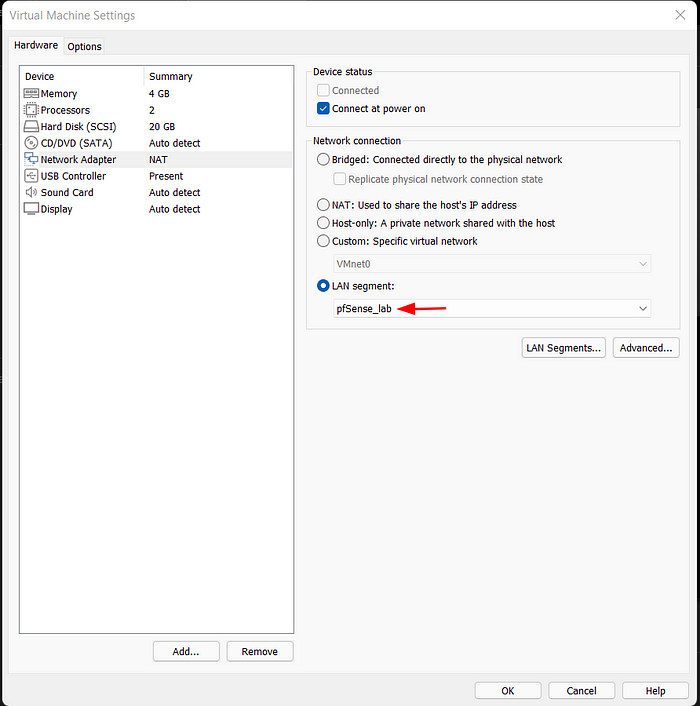 Virtual Machine Settings
Hardware Options
Device Summary
Memory 4 GB
Processors 2
Hard Disk (SCSI) 20 GB
CD/DVD (SATA) Auto detect
Network Adapter NAT
USB Controller Present
Sound Card Auto detect
Display Auto detect
Add... Remove
Device status
Connected
Connect at power on
Network connection
Bridged: Connected directly to the physical network
Replicate physical network connection state
NAT: Used to share the host's IP address
Host-only: A private network shared with the host
Custom: Specific virtual network
VMnet0
LAN segment:
pfSense_lab
LAN Segments... Advanced...
OK Cancel Help